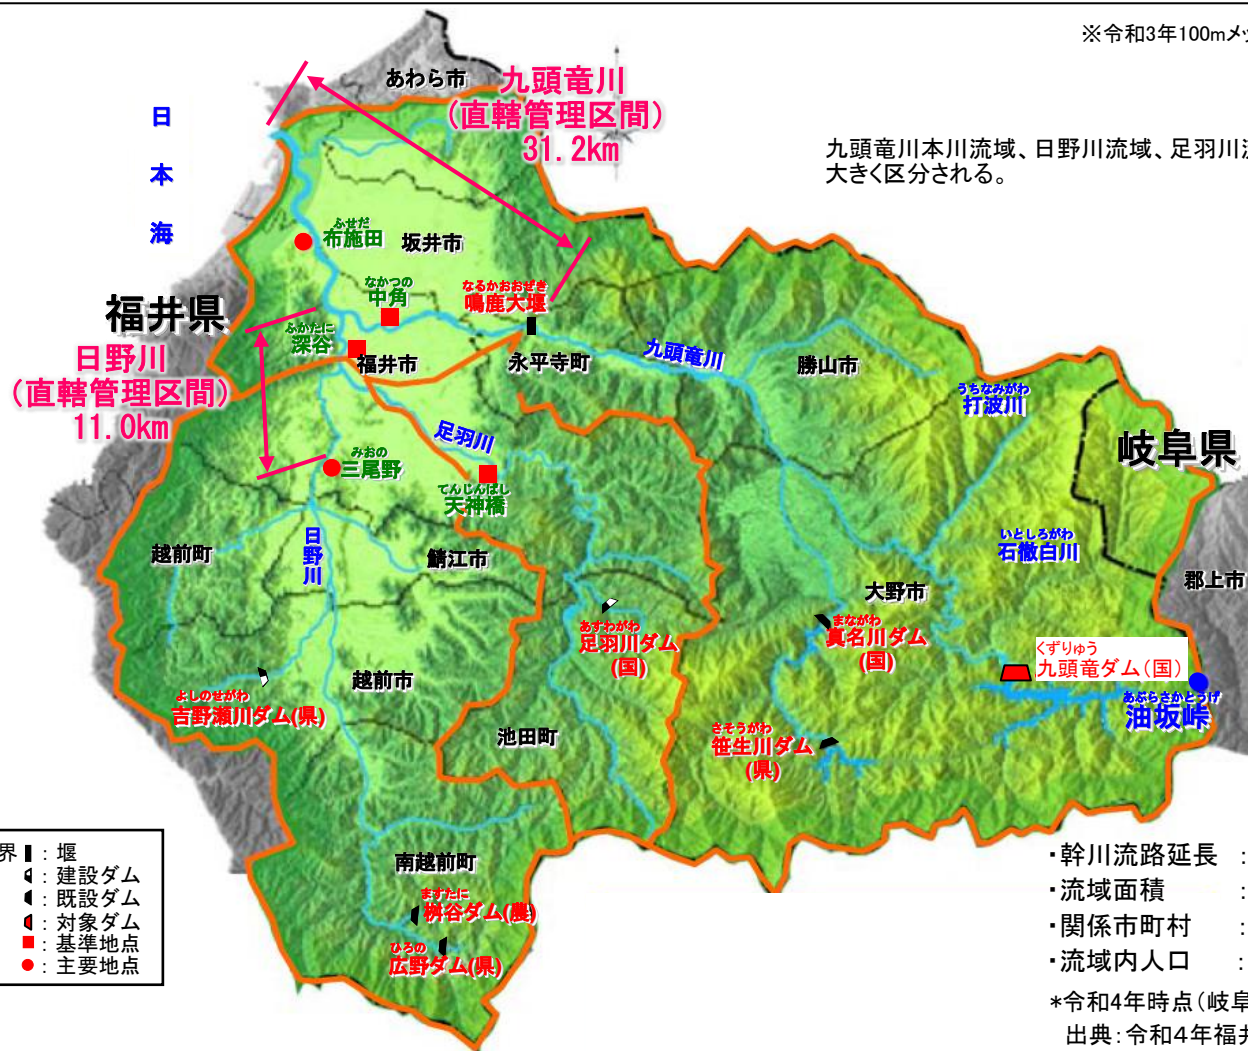 ※令和3年100mメッ
あわら市
九頭竜川
(直轄管理区間)
31.2km
日本海
九頭竜川本川流域、日野川流域、足羽川流
大きく区分される。
ふせだ
布施田
坂井市
なかつの
中角
なるかおおぜき
鳴鹿大堰
福井県
ふかたに
深谷
福井市
永平寺町
九頭竜川
勝山市
日野川
(直轄管理区間)
11.0km
うちなみがわ
打波川
足羽川
岐阜県
みおの
三尾野
てんじんばし
天神橋
日野川
越前町
鯖江市
いとしろがわ
石徹白川
郡上市
大野市
あすわがわ
足羽川ダム
(国)
まながわ
真名川ダム
(国)
くずりゅう
九頭竜ダム(国)
あぶらさかとうげ
油坂峠
よしのせがわ
吉野瀬川ダム(県)
越前市
池田町
さそうがわ
笹生川ダム
(県)
南越前町
ますたに
桝谷ダム(農)
ひろの
広野ダム(県)
界 : 堰
: 建設ダム
: 既設ダム
: 対象ダム
: 基準地点
: 主要地点
・幹川流路延長 :
・流域面積 :
・関係市町村 :
・流域内人口 :
*令和4年時点(岐阜
出典:令和4年福井